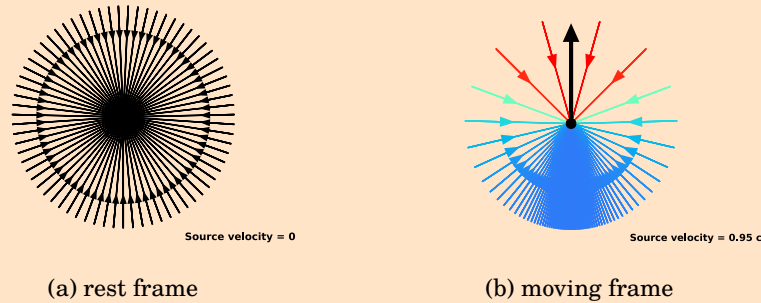 Source velocity = 0
Source velocity = 0.95 c
(a) rest frame
(b) moving frame